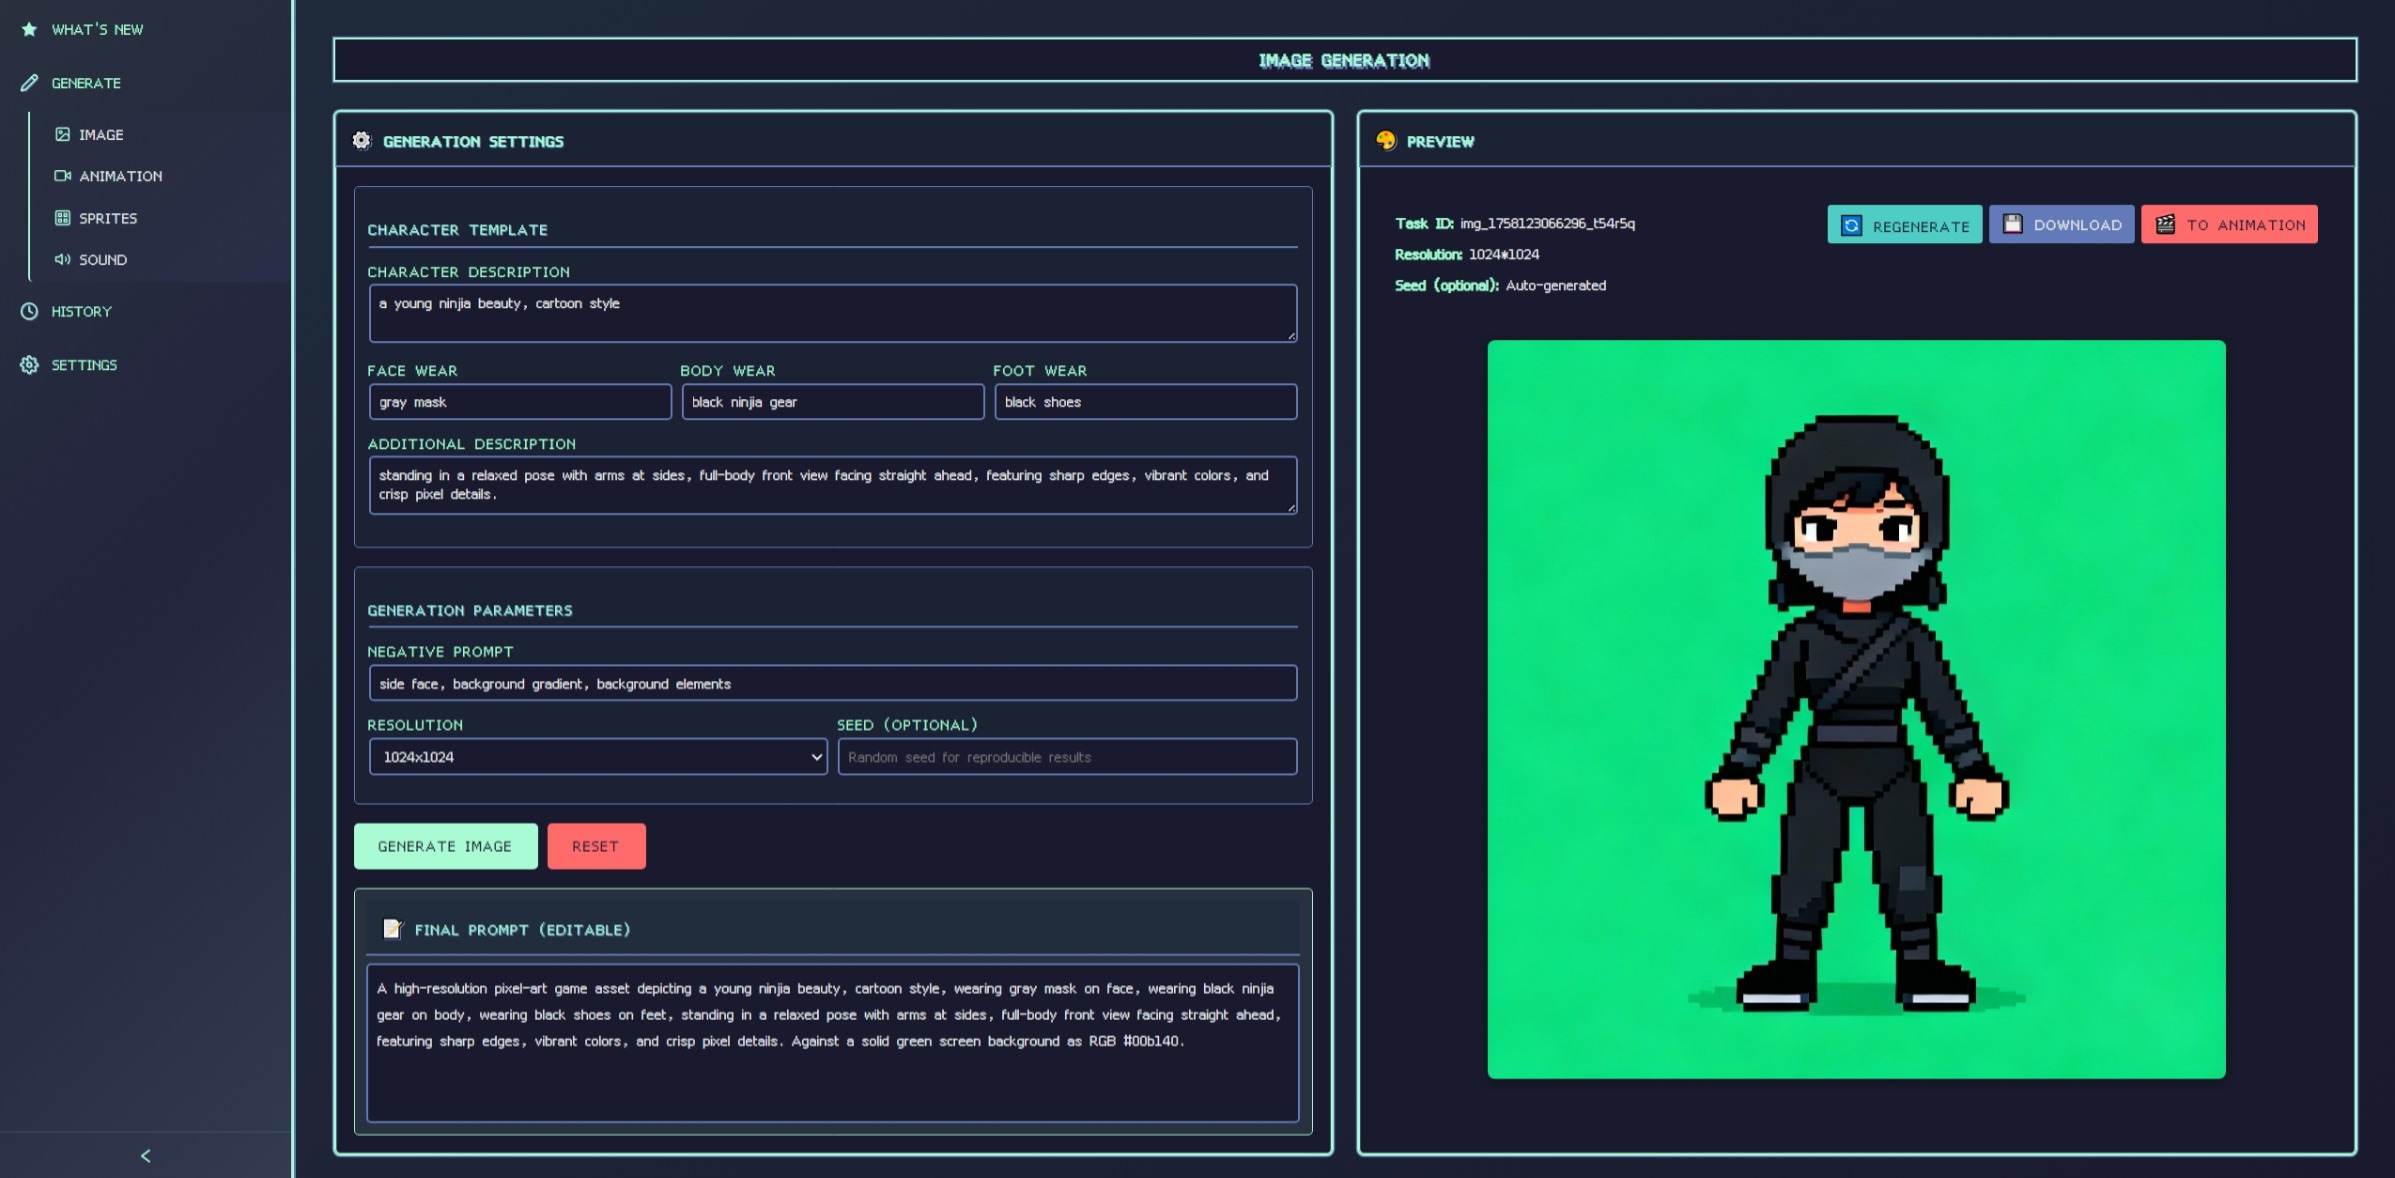 WHAT'S NEW
GENERATE
IMAGE
ANIMATION
SPRITES
SOUND
HISTORY
SETTINGS
IMAGE GENERATION
GENERATION SETTINGS
CHARACTER TEMPLATE
CHARACTER DESCRIPTION
a young ninjia beauty, cartoon style
FACE WEAR BODY WEAR FOOT WEAR
gray mask black ninjia gear black shoes
ADDITIONAL DESCRIPTION
standing in a relaxed pose with arms at sides, full-body front view facing straight ahead, featuring sharp edges, vibrant colors, and
crisp pixel details.
GENERATION PARAMETERS
NEGATIVE PROMPT
side face, background gradient, background elements
RESOLUTION SEED (OPTIONAL)
1024x1024 Random seed for reproducible results
GENERATE IMAGE RESET
FINAL PROMPT (EDITABLE)
A high-resolution pixel-art game asset depicting a young ninjia beauty, cartoon style, wearing gray mask on face, wearing black ninjia
gear on body, wearing black shoes on feet, standing in a relaxed pose with arms at sides, full-body front view facing straight ahead,
featuring sharp edges, vibrant colors, and crisp pixel details. Against a solid green screen background as RGB #00b140.
PREVIEW
Task ID: img_1758123066296_t54r5q
Resolution: 1024*1024
Seed (optional): Auto-generated
REGENERATE DOWNLOAD TO ANIMATION